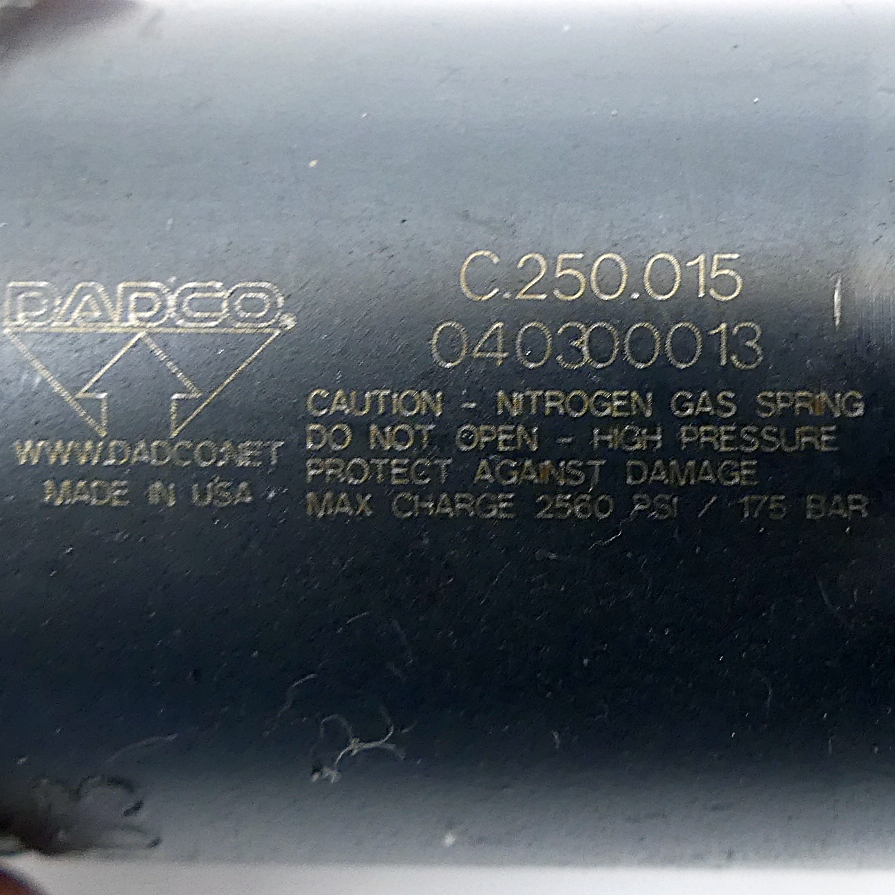 DADCO
WWW.DADCO.NET
MADE IN USA
C.250.015
040300013
CAUTION - NITROGEN GAS SPRING
DO NOT OPEN - HIGH PRESSURE
PROTECT AGAINST DAMAGE
MAX CHARGE 2560 PSI / 175 BAR